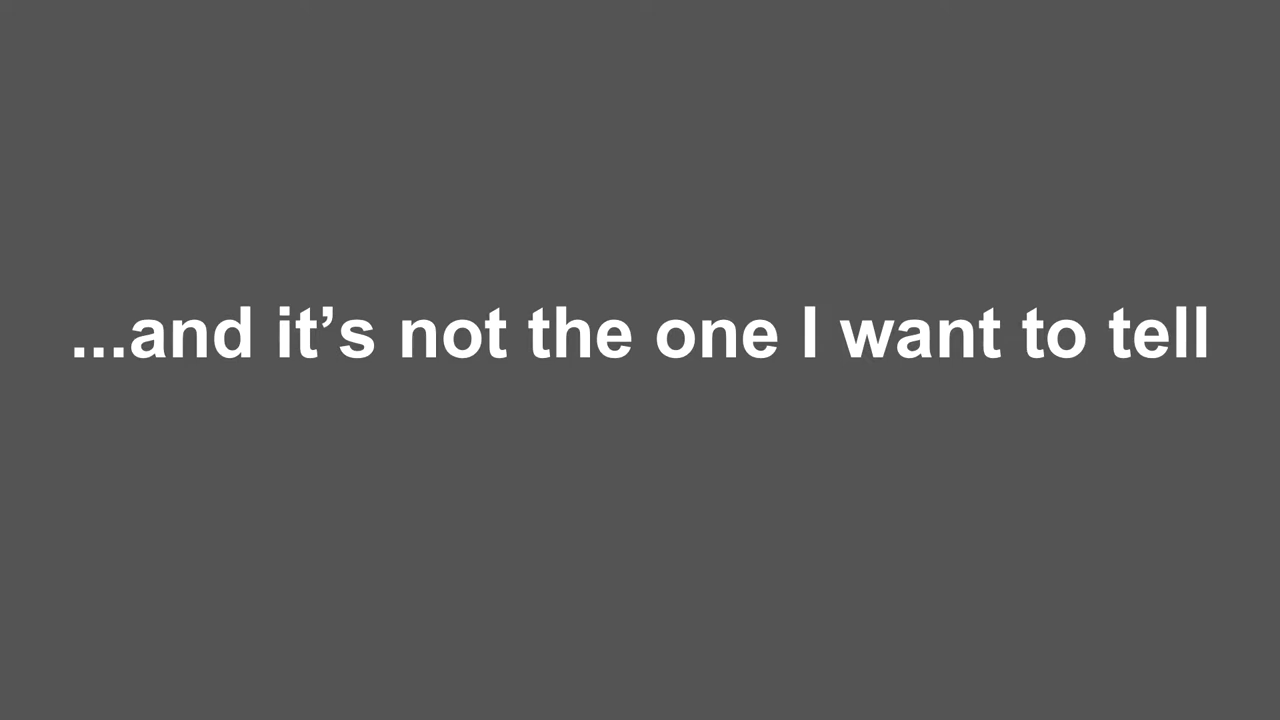 ...and it’s not the one I want to tell